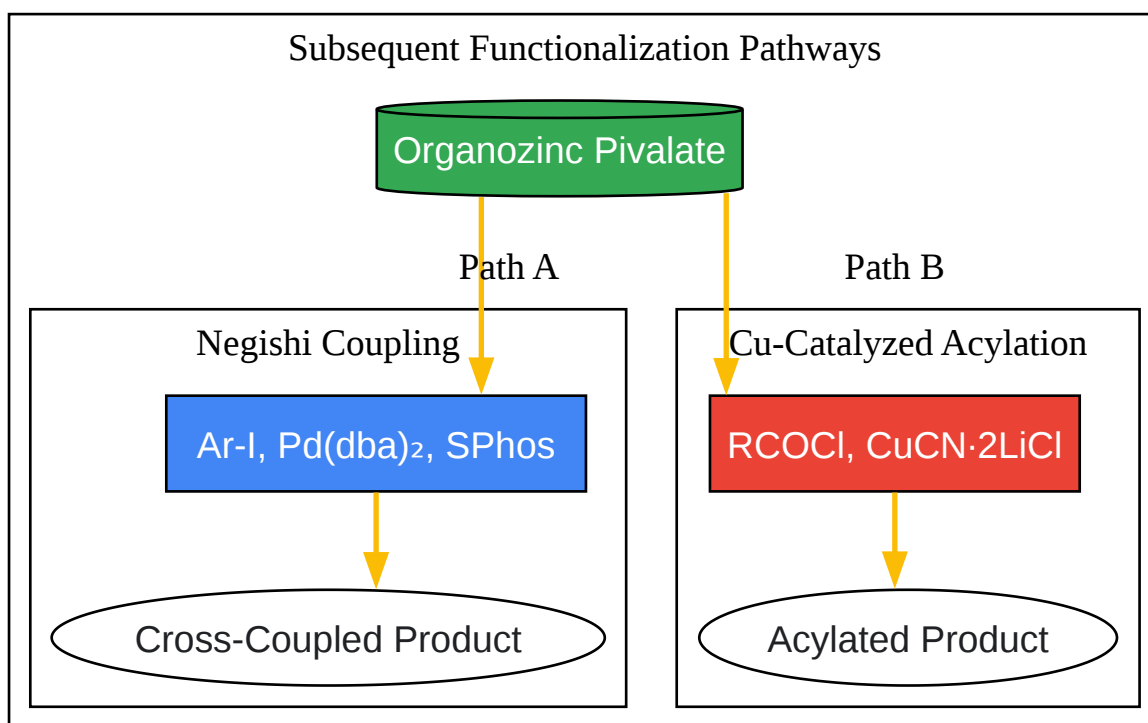 Subsequent Functionalization Pathways
Organozinc Pivalate
Path A
Path B
Negishi Coupling
Cu-Catalyzed Acylation
Ar-I, Pd(dba)₂, SPhos
RCOCl, CuCN·2LiCl
Cross-Coupled Product
Acylated Product